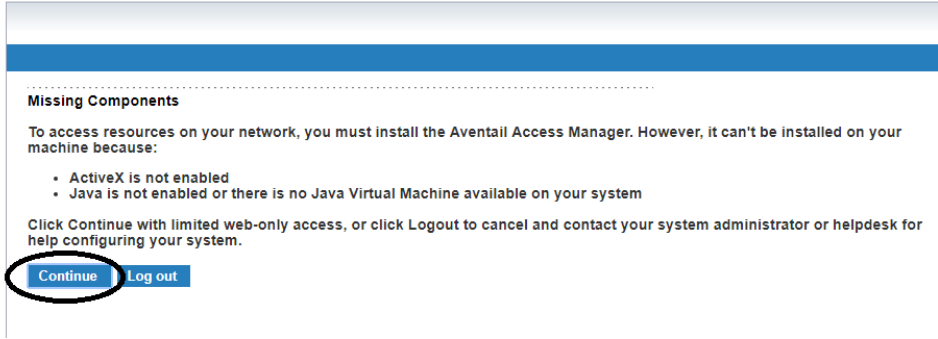 Missing Components
To access resources on your network, you must install the Aventail Access Manager. However, it can't be installed on your
machine because:
• ActiveX is not enabled
• Java is not enabled or there is no Java Virtual Machine available on your system
Click Continue with limited web-only access, or click Logout to cancel and contact your system administrator or helpdesk for
help configuring your system.
Continue Log out